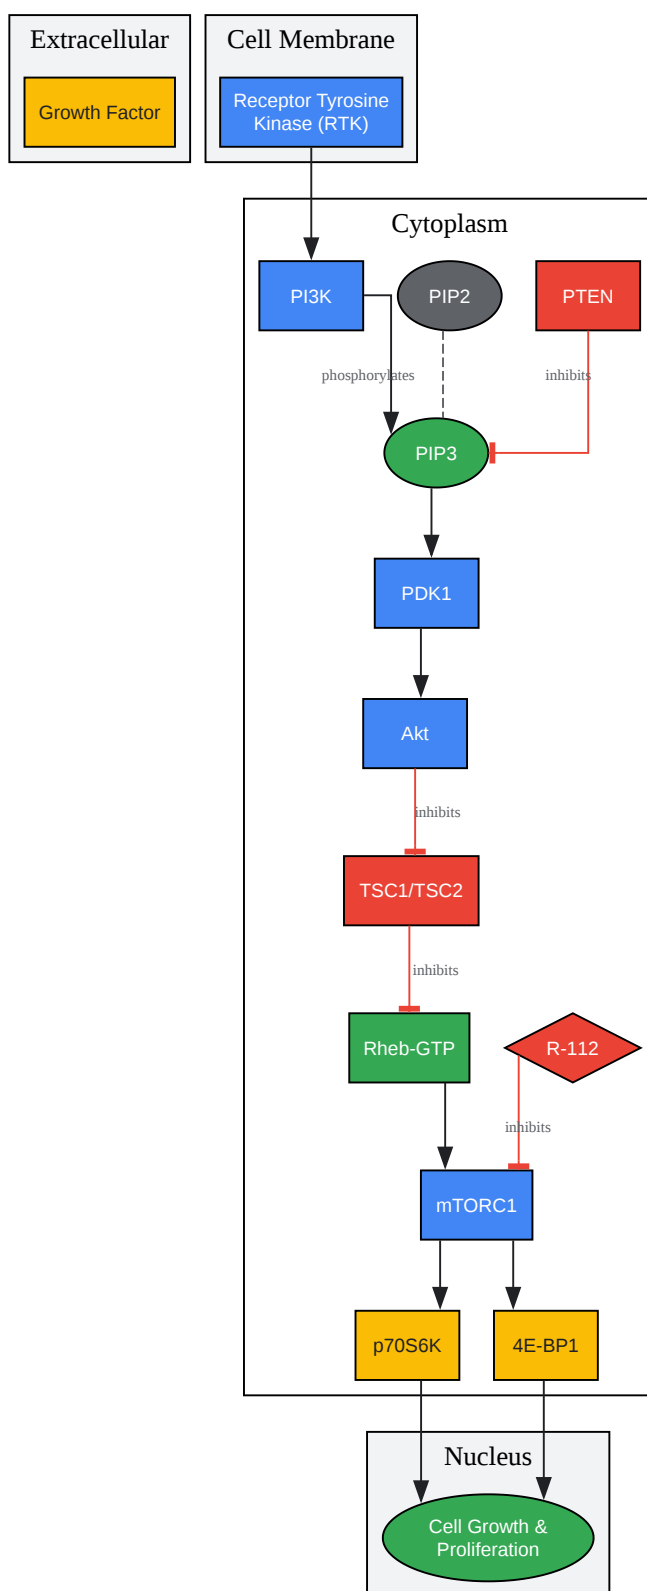 Extracellular
Cell Membrane
Growth Factor
Receptor Tyrosine
Kinase (RTK)
Cytoplasm
PI3K
PIP2
PTEN
phosphorylates
inhibits
PIP3
PDK1
Akt
inhibits
TSC1/TSC2
inhibits
Rheb-GTP
R-112
inhibits
mTORC1
p70S6K
4E-BP1
Nucleus
Cell Growth &
Proliferation